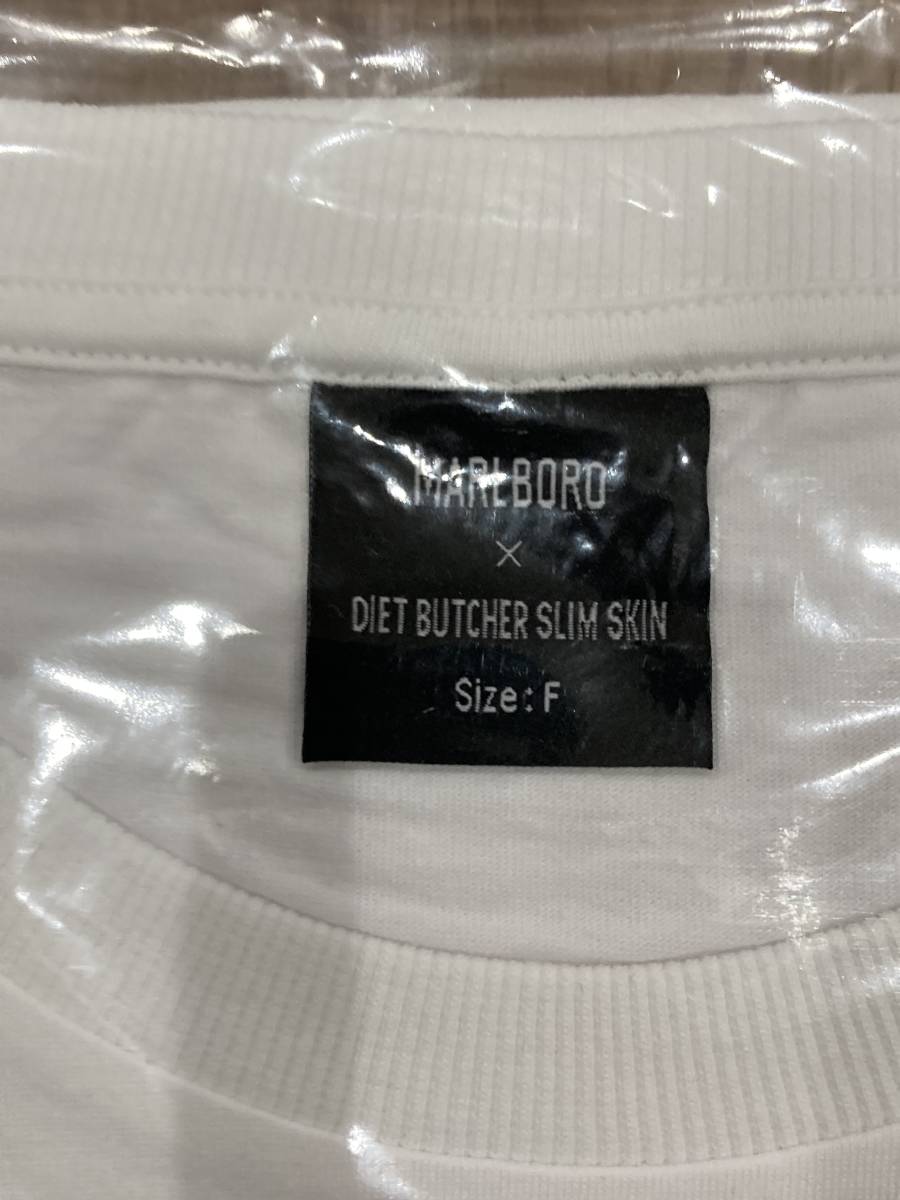 MARLBORO
×
DIET BUTCHER SLIM SKIN
Size: F